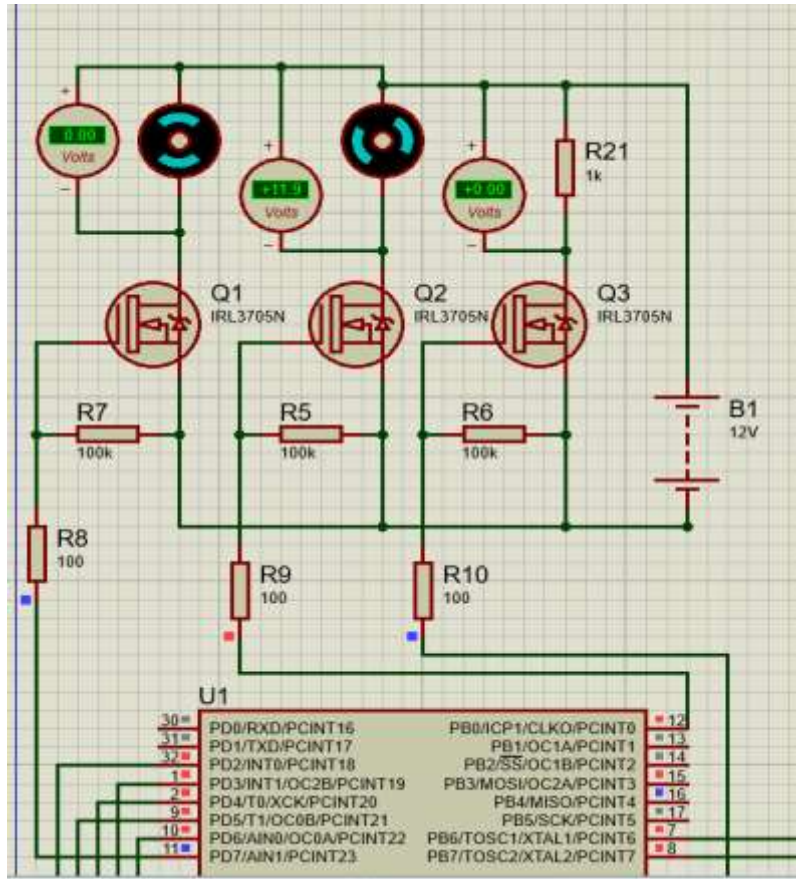 0.00
Volts
+11.9
Volts
+0.00
Volts
R21
1k
Q1
IRL3705N
Q2
IRL3705N
Q3
IRL3705N
R7
100k
R5
100k
R6
100k
B1
12V
R8
100
R9
100
R10
100
U1
30 PD0/RXD/PCINT16 PB0/ICP1/CLKO/PCINT0 12
31 PD1/TXD/PCINT17 PB1/OC1A/PCINT1 13
32 PD2/INT0/PCINT18 PB2/SS/OC1B/PCINT2 14
1 PD3/INT1/OC2B/PCINT19 PB3/MOSI/OC2A/PCINT3 15
2 PD4/T0/XCK/PCINT20 PB4/MISO/PCINT4 16
9 PD5/T1/OC0B/PCINT21 PB5/SCK/PCINT5 17
10 PD6/AIN0/OC0A/PCINT22 PB6/TOSC1/XTAL1/PCINT6 7
11 PD7/AIN1/PCINT23 PB7/TOSC2/XTAL2/PCINT7 8